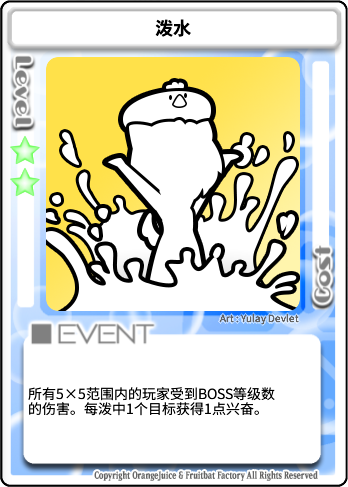 泼水
Level
Cost
Art : Yulay Devlet
EVENT
所有5×5范围内的玩家受到BOSS等级数
的伤害。每泼中1个目标获得1点兴奋。
Copyright OrangeJuice & Fruitbat Factory All Rights Reserved